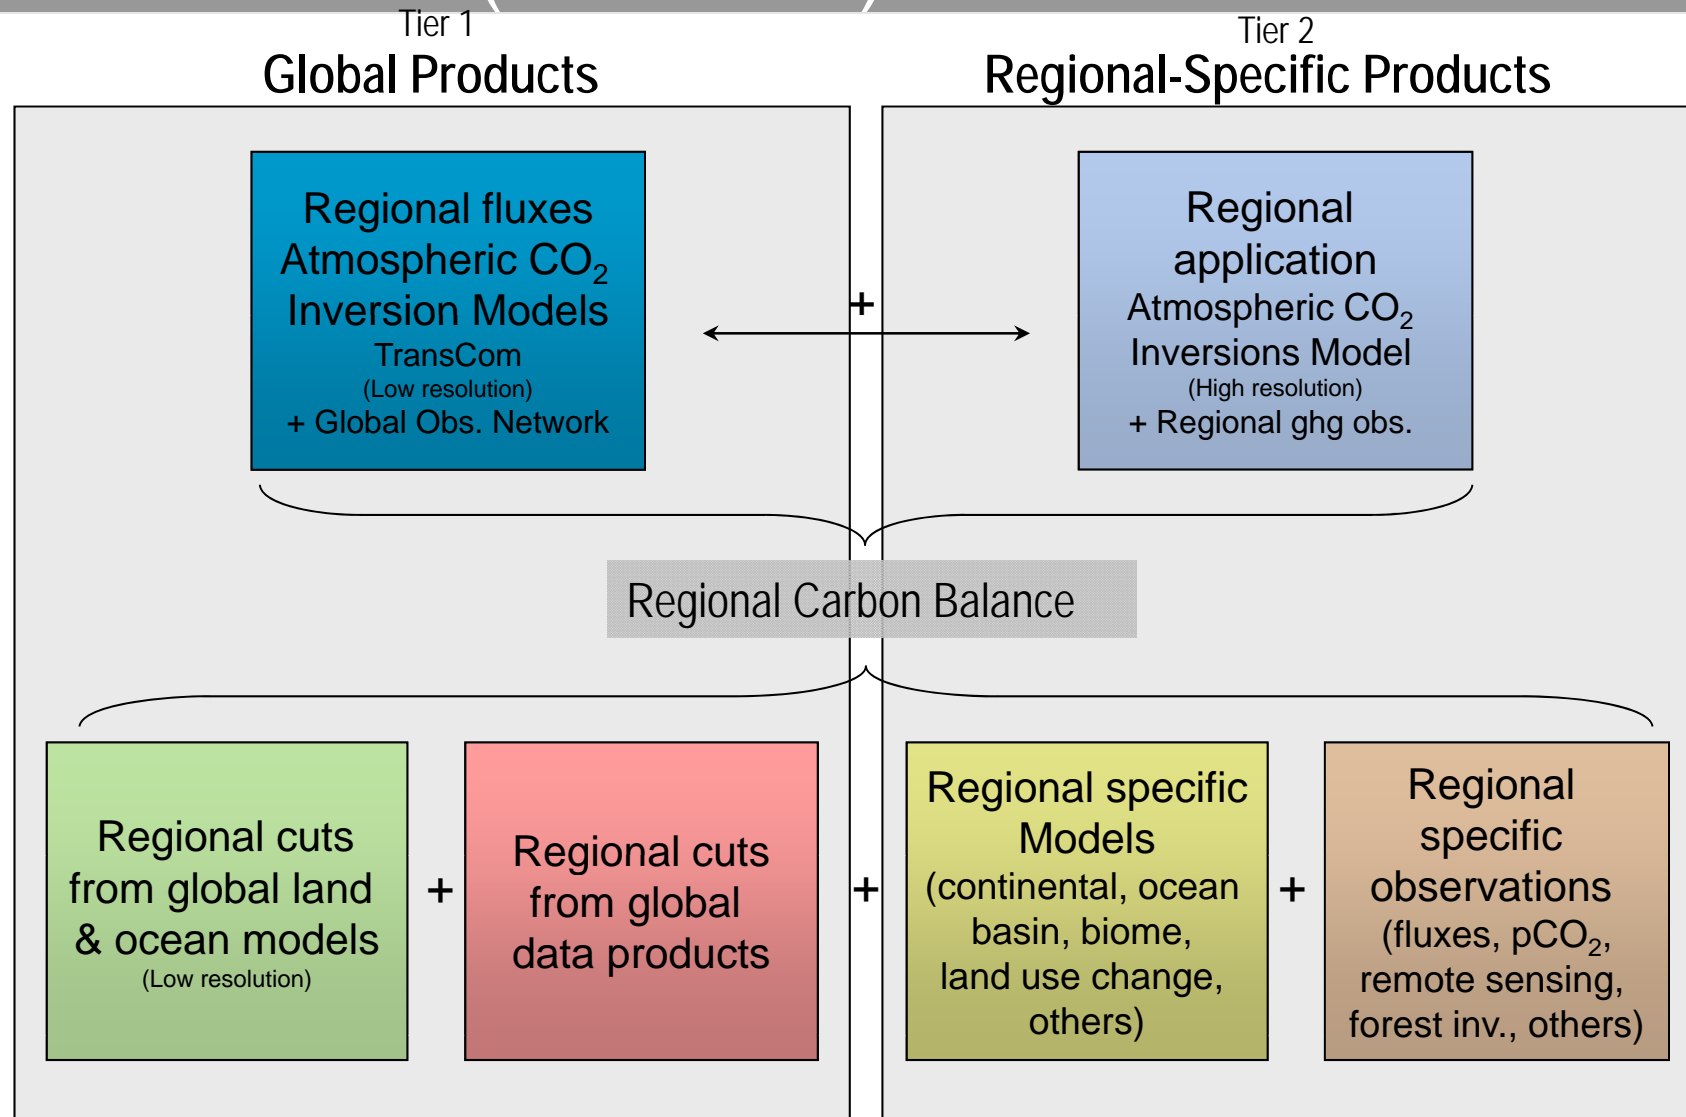 Tier 1
Global Products
Tier 2
Regional-Specific Products
Regional fluxes
Atmospheric CO₂
Inversion Models
TransCom
(Low resolution)
+ Global Obs. Network
+
Regional
application
Atmospheric CO₂
Inversions Model
(High resolution)
+ Regional ghg obs.
Regional Carbon Balance
Regional cuts
from global land
& ocean models
(Low resolution)
+
Regional cuts
from global
data products
+
Regional specific
Models
(continental, ocean
basin, biome,
land use change,
others)
+
Regional
specific
observations
(fluxes, pCO₂,
remote sensing,
forest inv., others)